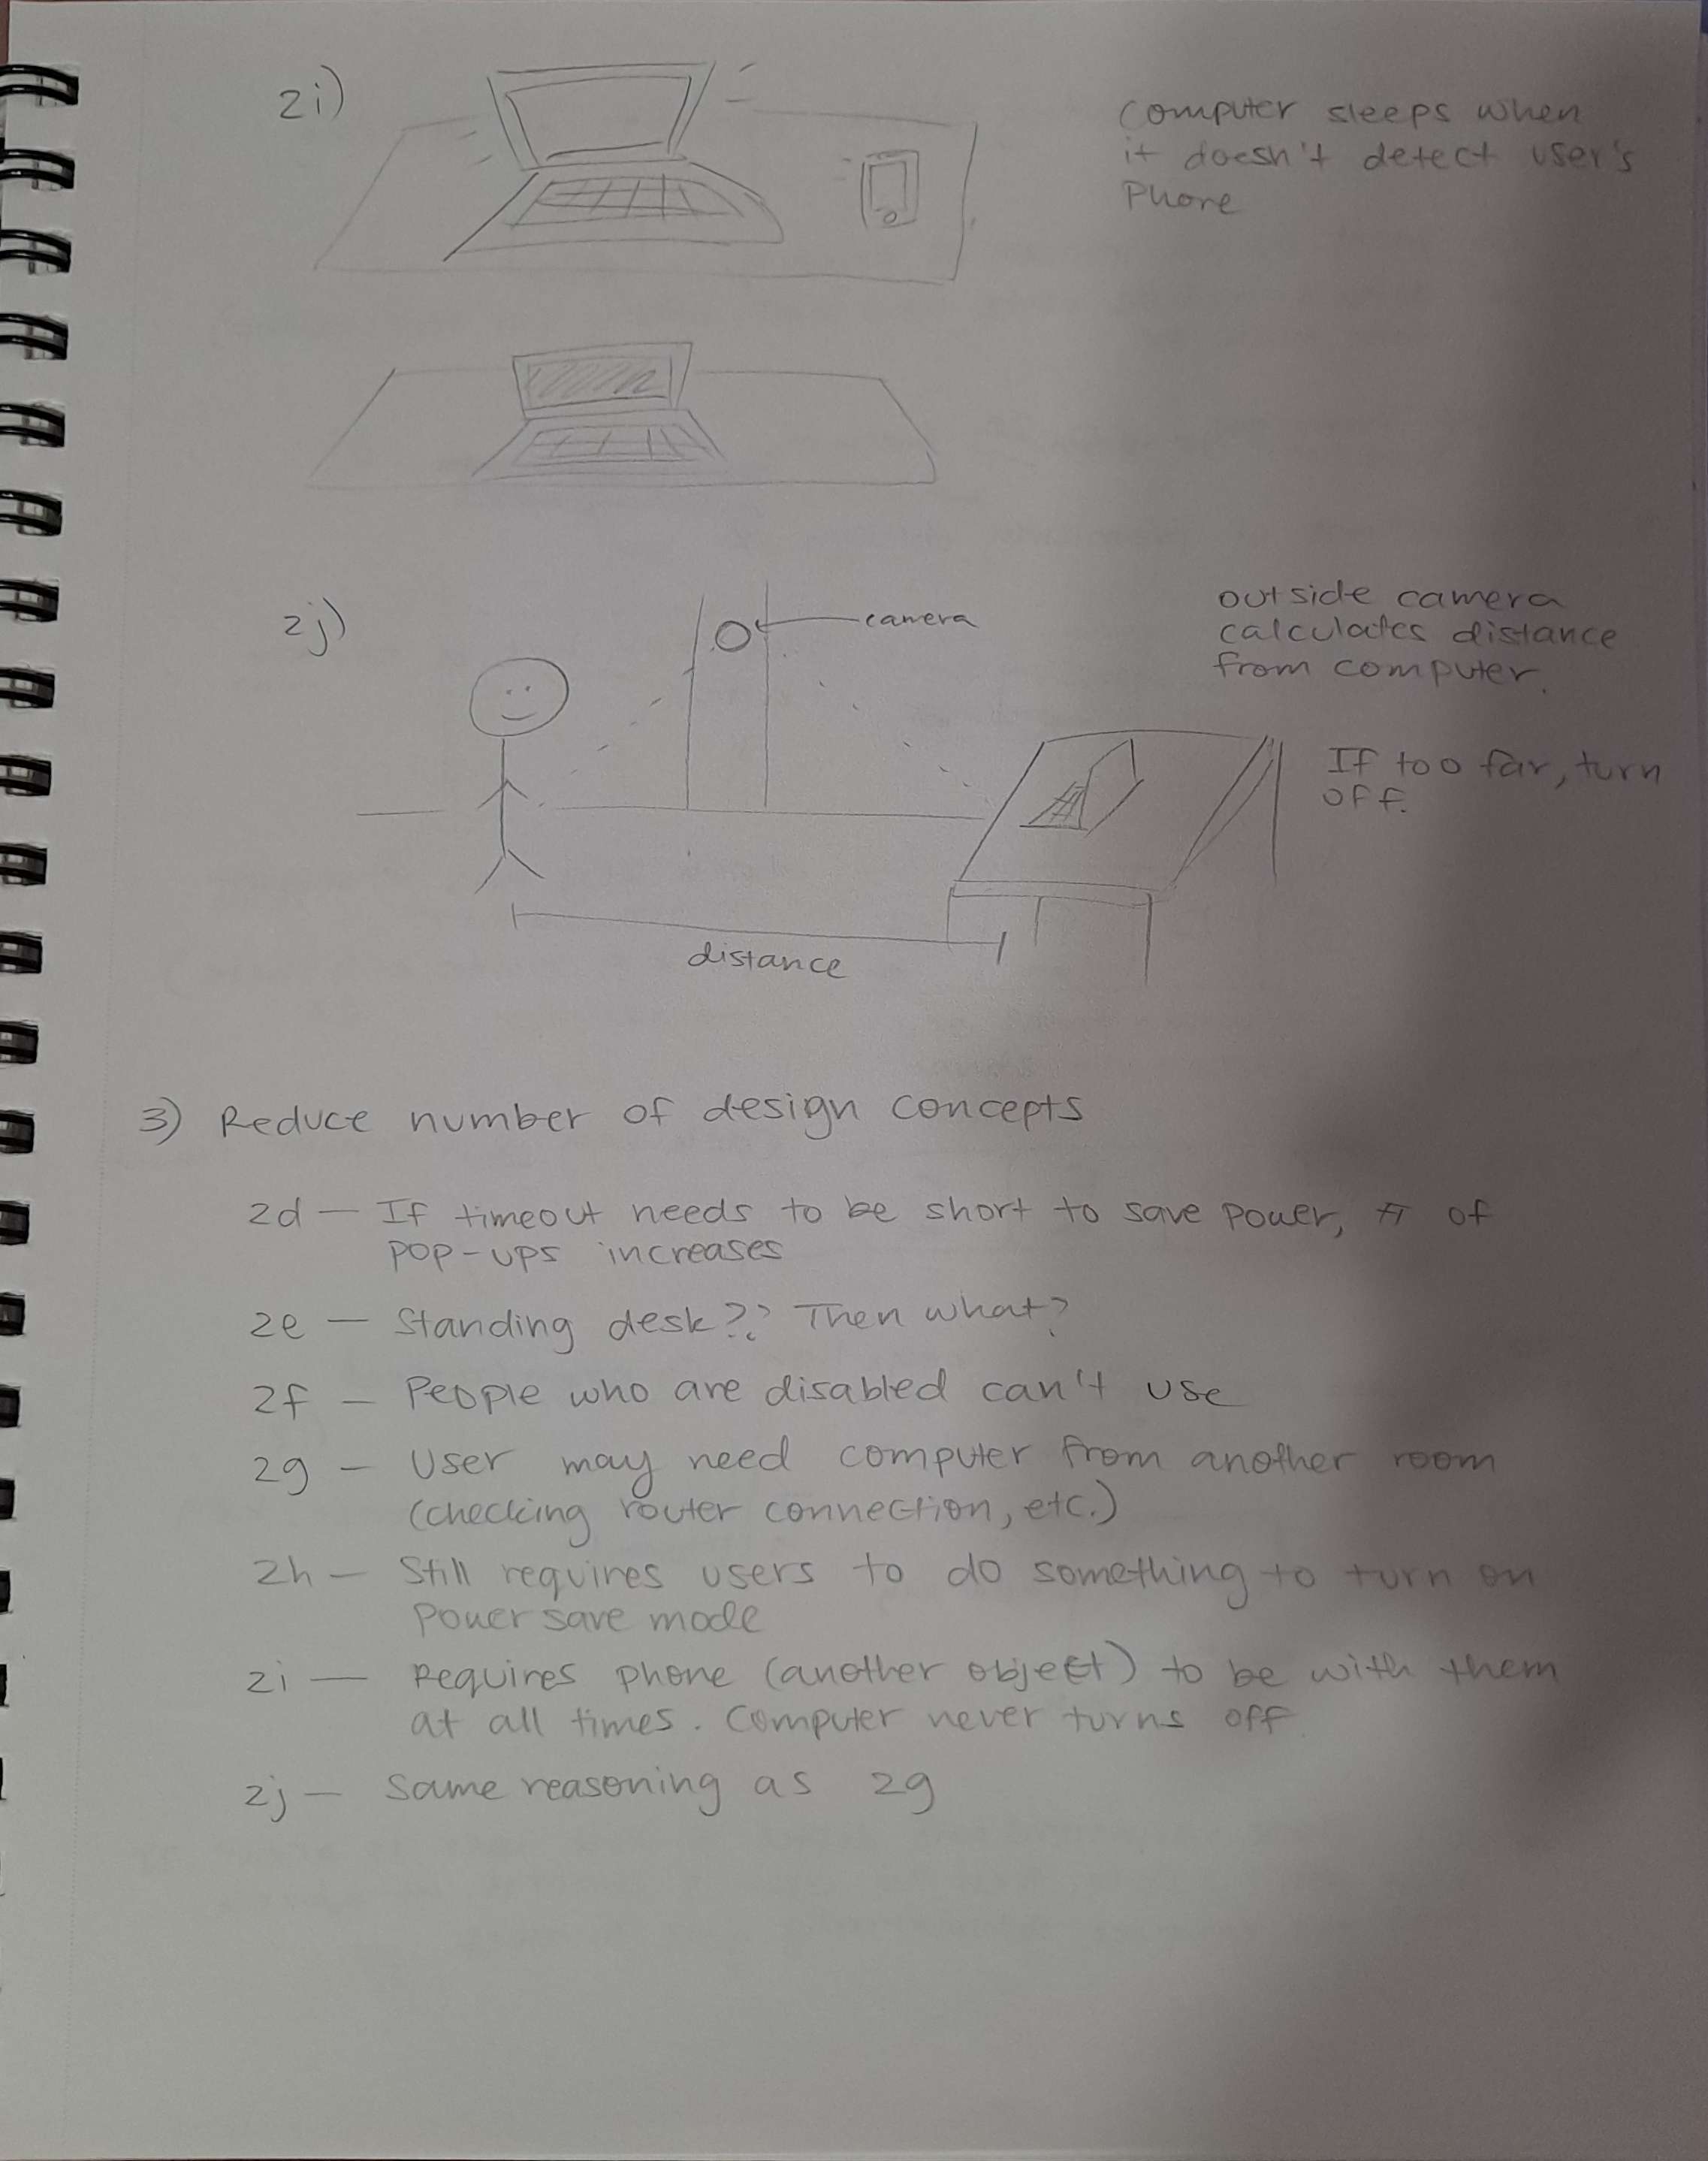 2i)
computer sleeps when
it doesn't detect user's
phone
2j)
camera
outside camera
calculates distance
from computer.
If too far, turn
off.
distance
3) Reduce number of design concepts
2d — If timeout needs to be short to save power, # of
pop-ups increases
2e — Standing desk?? Then what?
2f — People who are disabled can't use
2g — User may need computer from another room
(checking router connection, etc.)
2h — Still requires users to do something to turn on
power save mode
2i — Requires phone (another object) to be with them
at all times. Computer never turns off.
2j — Same reasoning as 2g